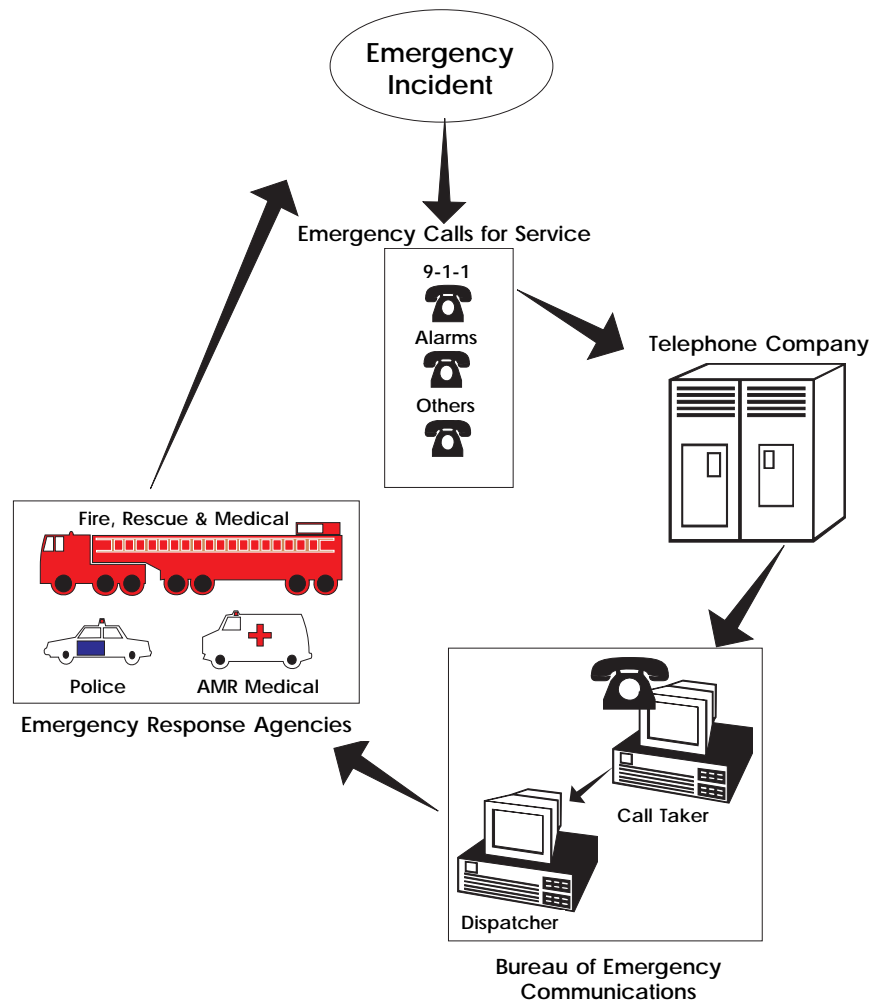 Emergency
Incident
Emergency Calls for Service
9-1-1
Alarms
Others
Telephone Company
Fire, Rescue & Medical
Police
AMR Medical
Emergency Response Agencies
Call Taker
Dispatcher
Bureau of Emergency
Communications